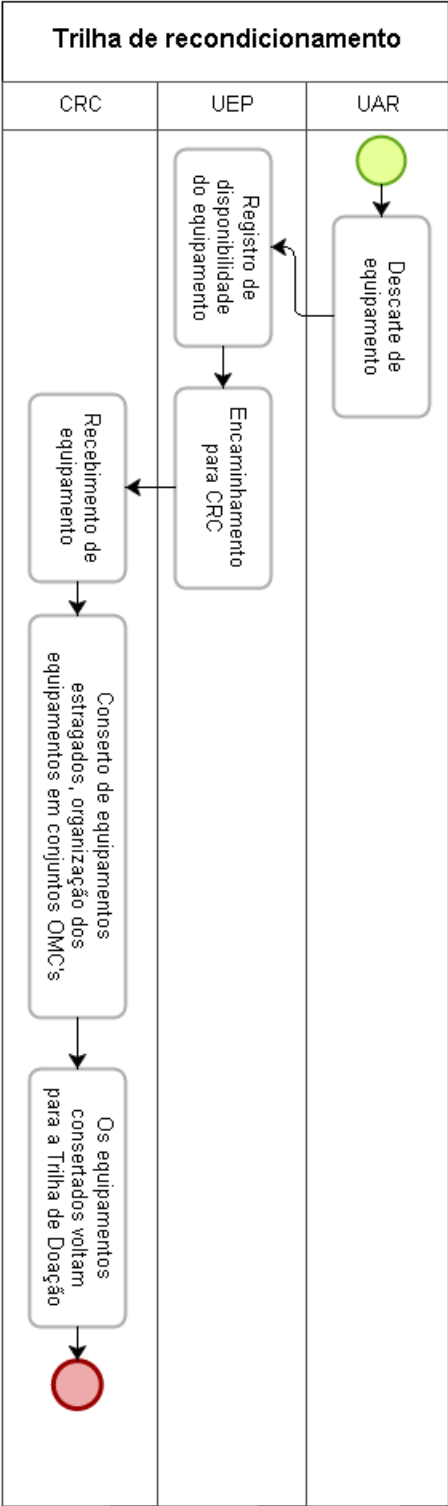 Trilha de recondicionamento
CRC
UEP
UAR
Descarte de
equipamento
Registro de
disponibilidade
do equipamento
Encaminhamento
para CRC
Recebimento de
equipamento
Conserto de equipamentos
estragados, organização dos
equipamentos em conjuntos OMC's
Os equipamentos
consertados voltam
para a Trilha de Doação